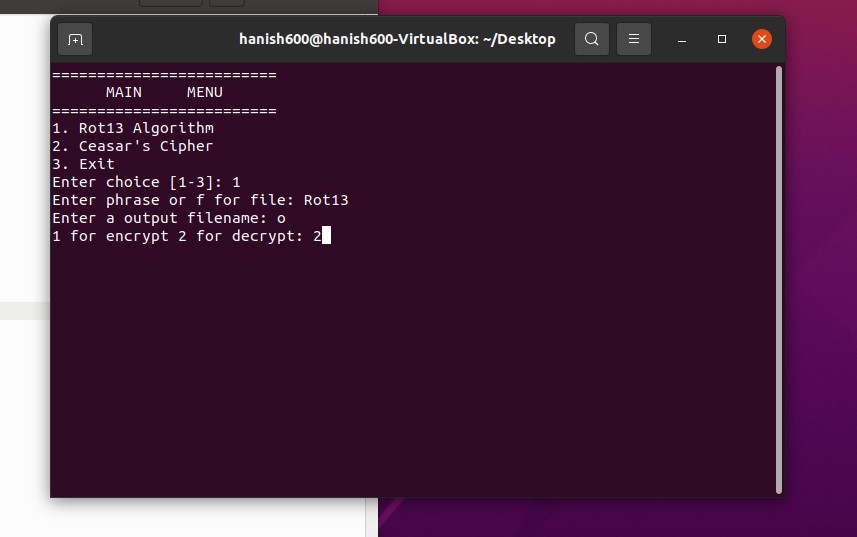 hanish600@hanish600-VirtualBox: ~/Desktop
=========================
MAIN     MENU
=========================
1. Rot13 Algorithm
2. Ceasar's Cipher
3. Exit
Enter choice [1-3]: 1
Enter phrase or f for file: Rot13
Enter a output filename: o
1 for encrypt 2 for decrypt: 2